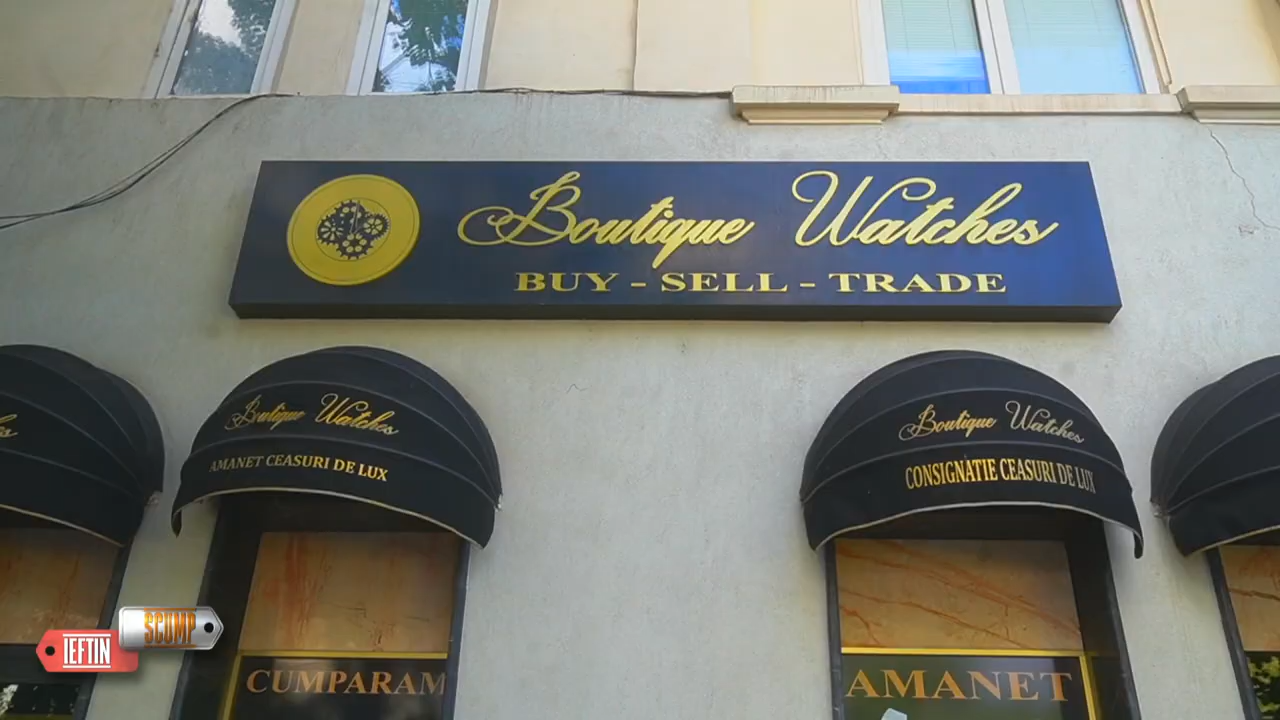 Boutique Watches
BUY - SELL - TRADE
Boutique Watches
AMANET CEASURI DE LUX
Boutique Watches
CONSIGNATIE CEASURI DE LUX
CUMPARAM
AMANET
IEFTIN
SCUMP